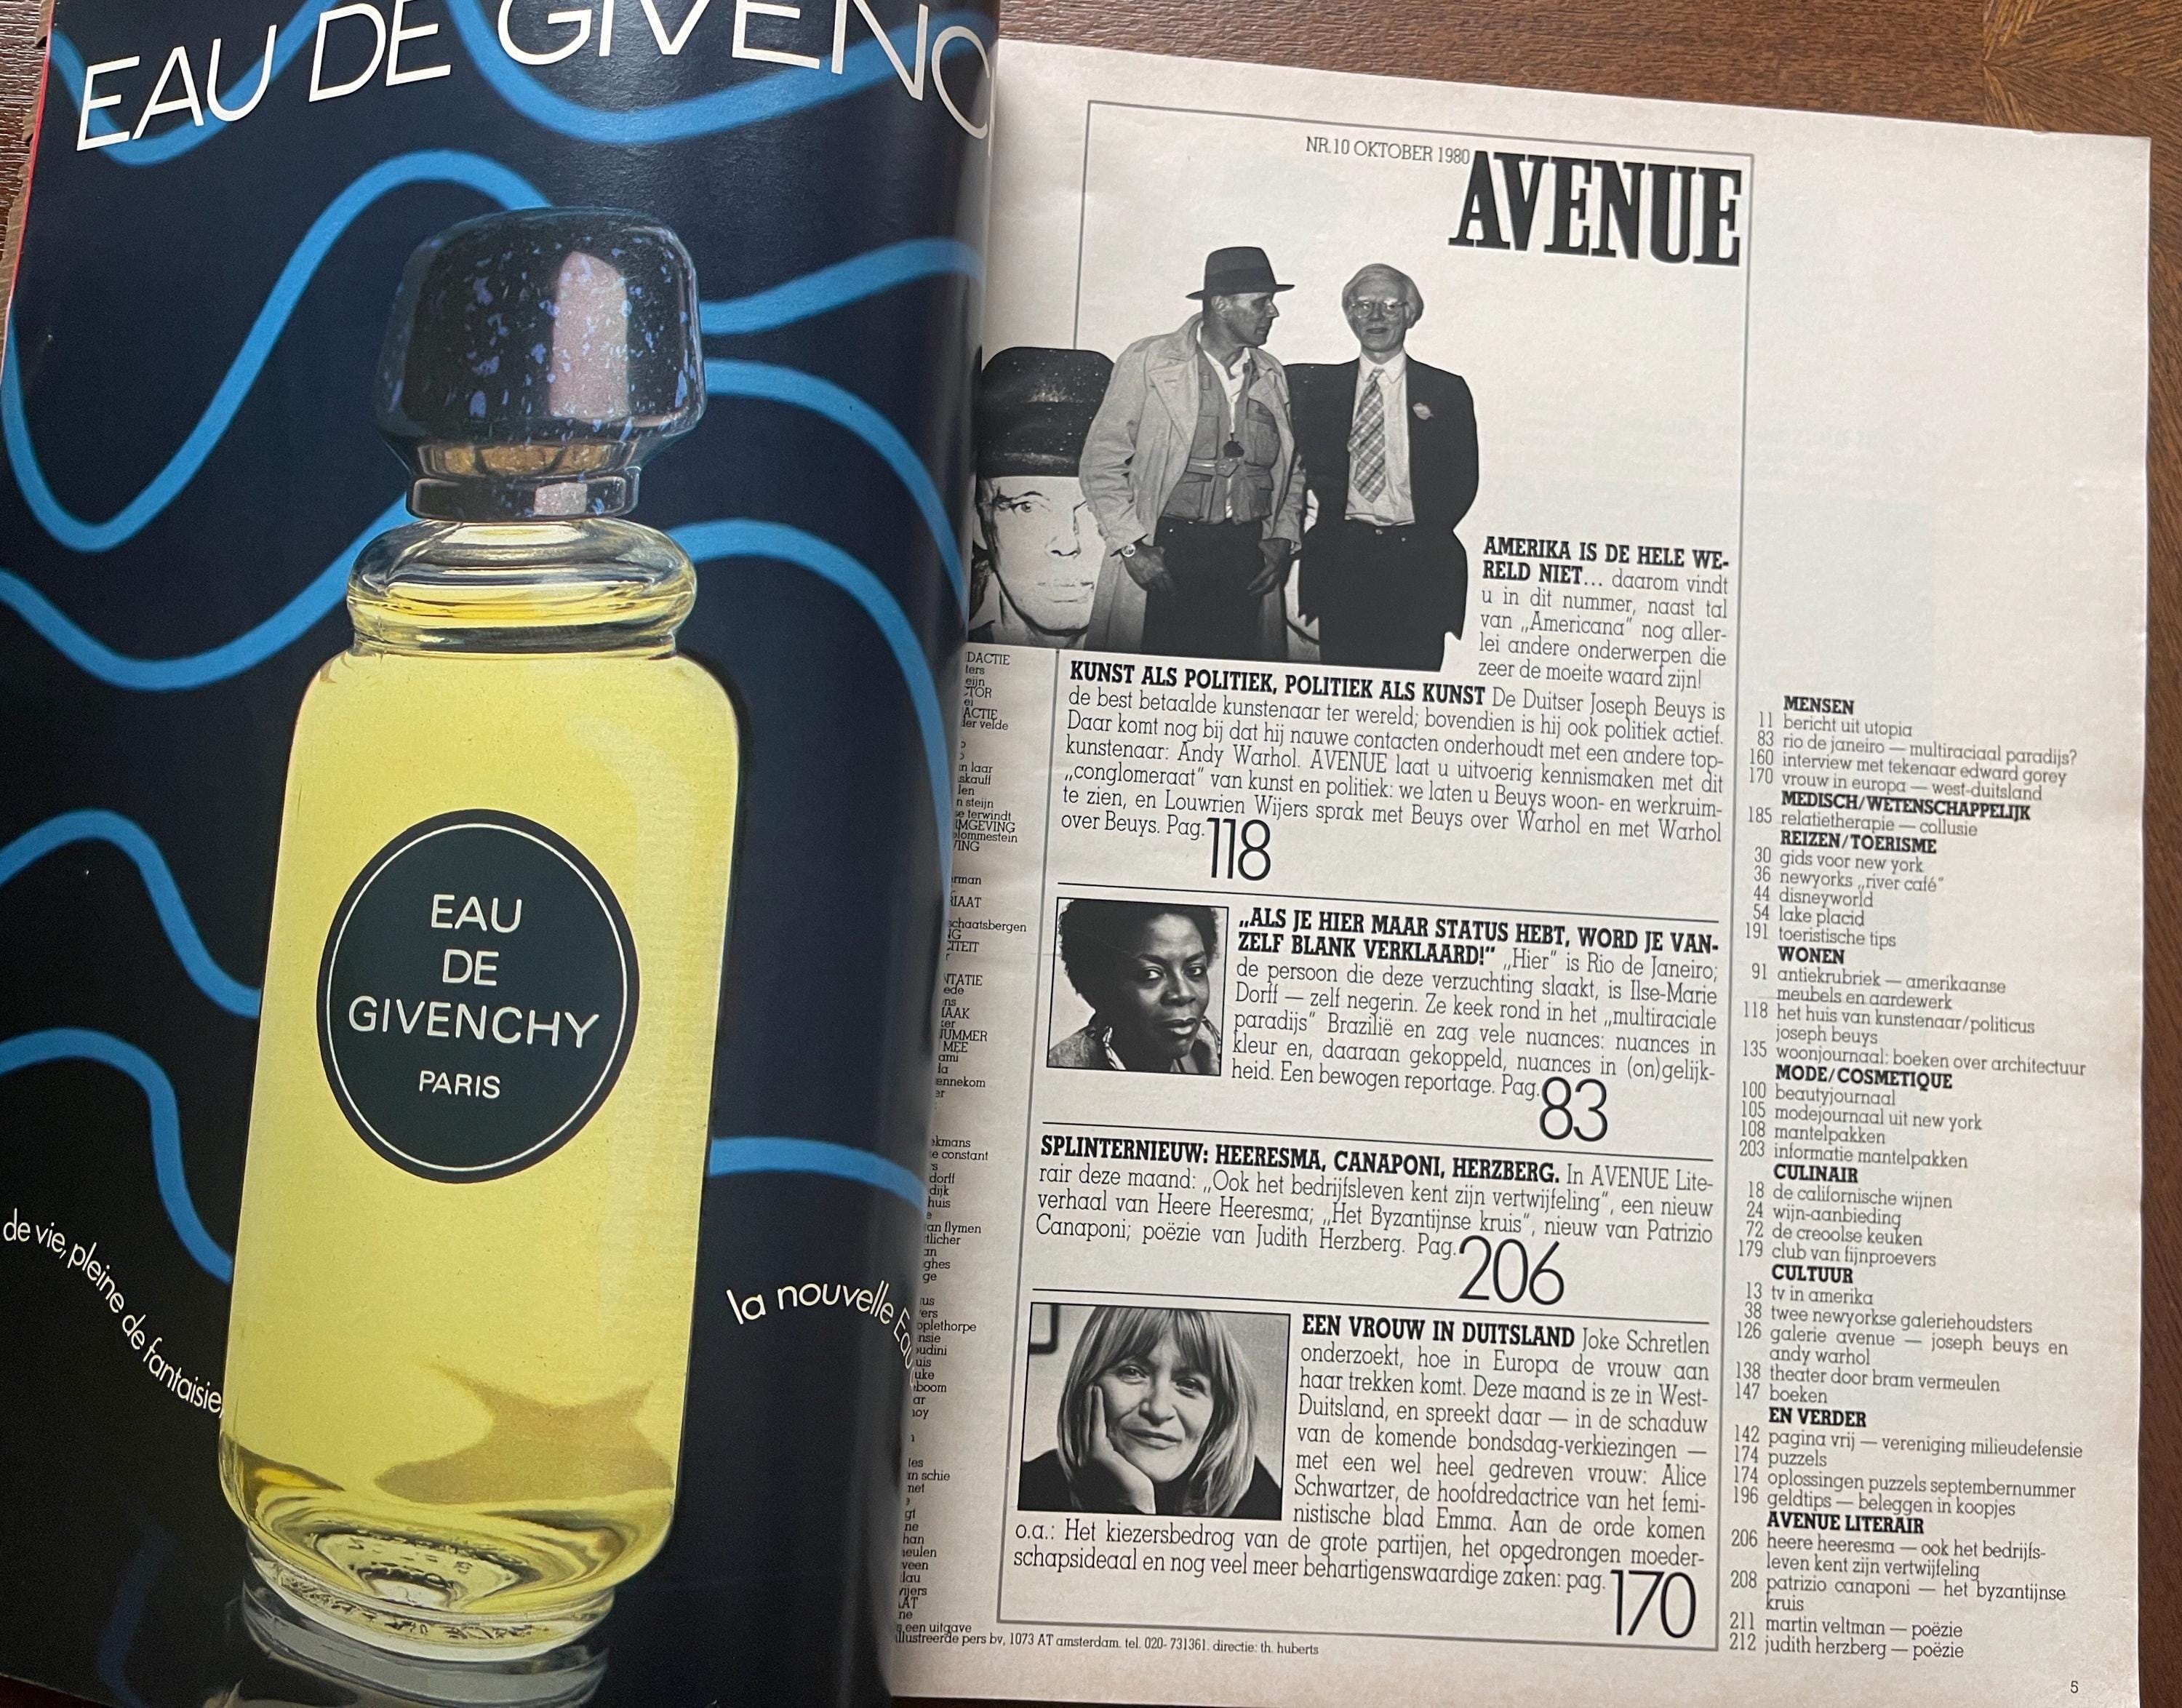 EAU DE GIVENC
EAU
DE
GIVENCHY
PARIS
de vie, pleine de fantaisie,
la nouvelle Eau
NR.10 OKTOBER 1980
AVENUE
AMERIKA IS DE HELE WE-
RELD NIET... daarom vindt
u in dit nummer, naast tal
van „Americana" nog aller-
lei andere onderwerpen die
zeer de moeite waard zijn!
KUNST ALS POLITIEK, POLITIEK ALS KUNST De Duitser Joseph Beuys is
de best betaalde kunstenaar ter wereld; bovendien is hij ook politiek actief.
Daar komt nog bij dat hij nauwe contacten onderhoudt met een andere top-
kunstenaar: Andy Warhol. AVENUE laat u uitvoerig kennismaken met dit
„conglomeraat" van kunst en politiek: we laten u Beuys woon- en werkruim-
te zien, en Louwrien Wijers sprak met Beuys over Warhol en met Warhol
over Beuys. Pag. 118
„ALS JE HIER MAAR STATUS HEBT, WORD JE VAN-
ZELF BLANK VERKLAARD!" „Hier" is Rio de Janeiro;
de persoon die deze verzuchting slaakt, is Ilse-Marie
Dorff — zelf negerin. Ze keek rond in het „multiraciale
paradijs" Brazilië en zag vele nuances: nuances in
kleur en, daaraan gekoppeld, nuances in (on)gelijk-
heid. Een bewogen reportage. Pag. 83
SPLINTERNIEUW: HEERESMA, CANAPONI, HERZBERG. In AVENUE Lite-
rair deze maand: „Ook het bedrijfsleven kent zijn vertwijfeling", een nieuw
verhaal van Heere Heeresma; „Het Byzantijnse kruis", nieuw van Patrizio
Canaponi; poëzie van Judith Herzberg. Pag. 206
EEN VROUW IN DUITSLAND Joke Schretlen
onderzoekt, hoe in Europa de vrouw aan
haar trekken komt. Deze maand is ze in West-
Duitsland, en spreekt daar — in de schaduw
van de komende bondsdag-verkiezingen —
met een wel heel gedreven vrouw: Alice
Schwartzer, de hoofdredactrice van het femi-
nistische blad Emma. Aan de orde komen
o.a.: Het kiezersbedrog van de grote partijen, het opgedrongen moeder-
schapsideaal en nog veel meer behartigenswaardige zaken: pag. 170
een uitgave
illustreerde pers bv, 1073 AT amsterdam. tel. 020-731361. directie: th. huberts
MENSEN
11 bericht uit utopia
83 rio de janeiro — multiraciaal paradijs?
160 interview met tekenaar edward gorey
170 vrouw in europa — west-duitsland
MEDISCH/WETENSCHAPPELIJK
185 relatietherapie — collusie
REIZEN/TOERISME
30 gids voor new york
36 newyorks „river café"
44 disneyworld
54 lake placid
191 toeristische tips
WONEN
91 antiekrubriek — amerikaanse
meubels en aardewerk
118 het huis van kunstenaar/politicus
joseph beuys
135 woonjournaal: boeken over architectuur
MODE/COSMETIQUE
100 beautyjournaal
105 modejournaal uit new york
108 mantelpakken
203 informatie mantelpakken
CULINAIR
18 de californische wijnen
24 wijn-aanbieding
72 de creoolse keuken
179 club van fijnproevers
CULTUUR
13 tv in amerika
38 twee newyorkse galeriehoudsters
126 galerie avenue — joseph beuys en
andy warhol
138 theater door bram vermeulen
147 boeken
EN VERDER
142 pagina vrij — vereniging milieudefensie
174 puzzels
174 oplossingen puzzels septembernummer
196 geldtips — beleggen in koopjes
AVENUE LITERAIR
206 heere heeresma — ook het bedrijfs-
leven kent zijn vertwijfeling
208 patrizio canaponi — het byzantijnse
kruis
211 martin veltman — poëzie
212 judith herzberg — poëzie
5